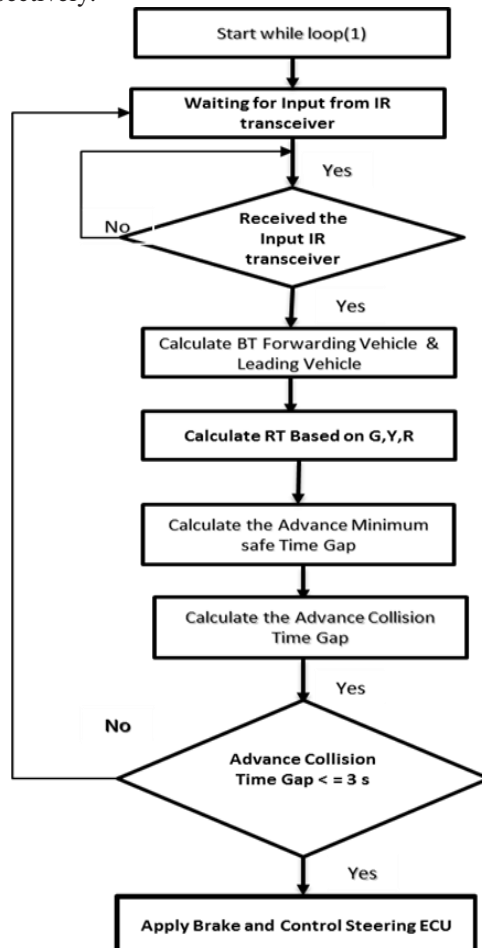 Start while loop(1)
Waiting for Input from IR
transceiver
Yes
No
Received the
Input IR
transceiver
Yes
Calculate BT Forwarding Vehicle &
Leading Vehicle
Calculate RT Based on G,Y,R
Calculate the Advance Minimum
safe Time Gap
Calculate the Advance Collision
Time Gap
Yes
No
Advance Collision
Time Gap < = 3 s
Yes
Apply Brake and Control Steering ECU